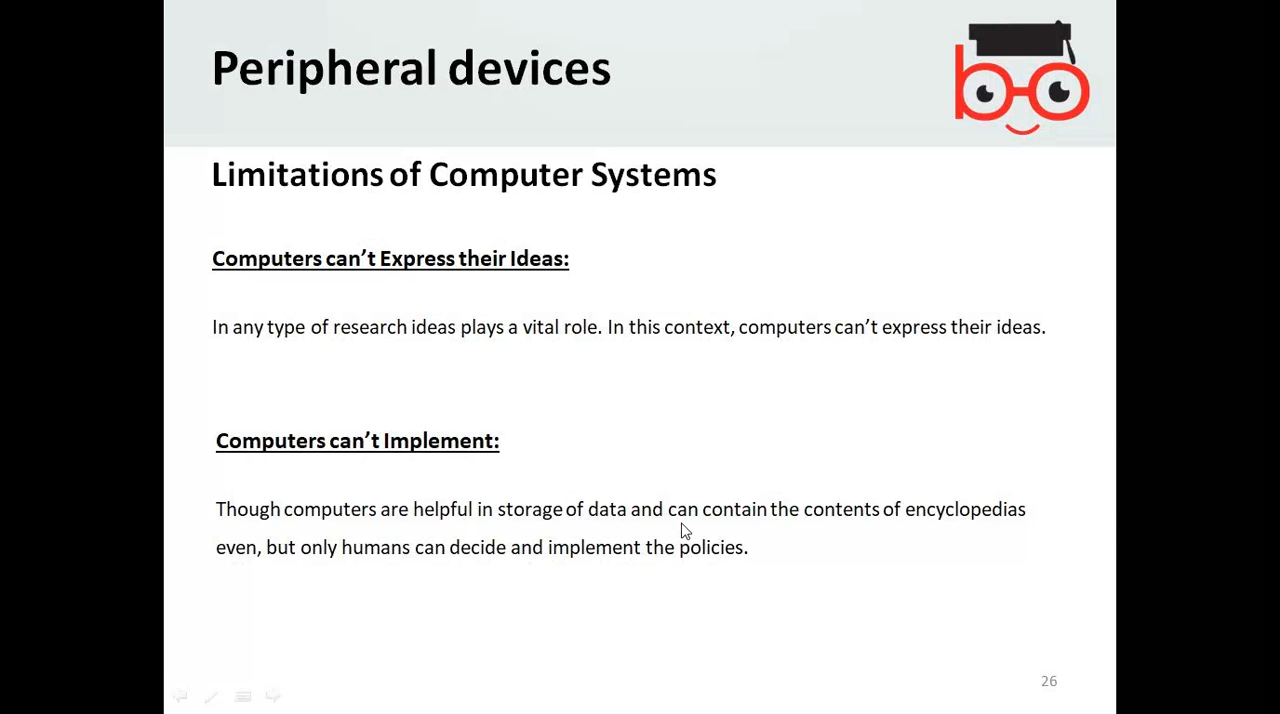 Peripheral devices
Limitations of Computer Systems
Computers can’t Express their Ideas:
In any type of research ideas plays a vital role. In this context, computers can’t express their ideas.
Computers can’t Implement:
Though computers are helpful in storage of data and can contain the contents of encyclopedias
even, but only humans can decide and implement the policies.
26